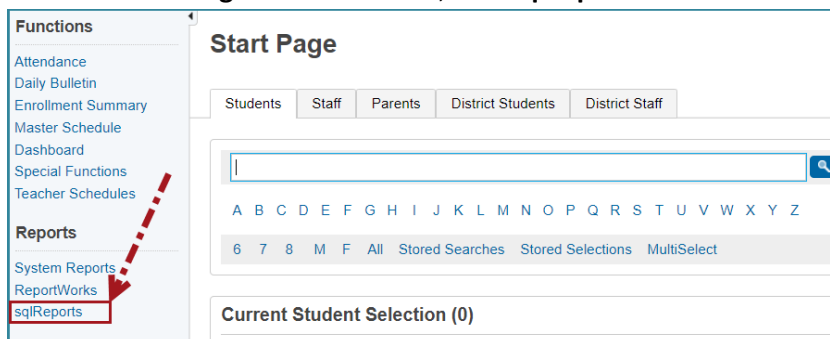 Functions
Attendance
Daily Bulletin
Enrollment Summary
Master Schedule
Dashboard
Special Functions
Teacher Schedules
Reports
System Reports
ReportWorks
sqlReports
Start Page
Students Staff Parents District Students District Staff
A B C D E F G H I J K L M N O P Q R S T U V W X Y Z
6 7 8 M F All Stored Searches Stored Selections MultiSelect
Current Student Selection (0)